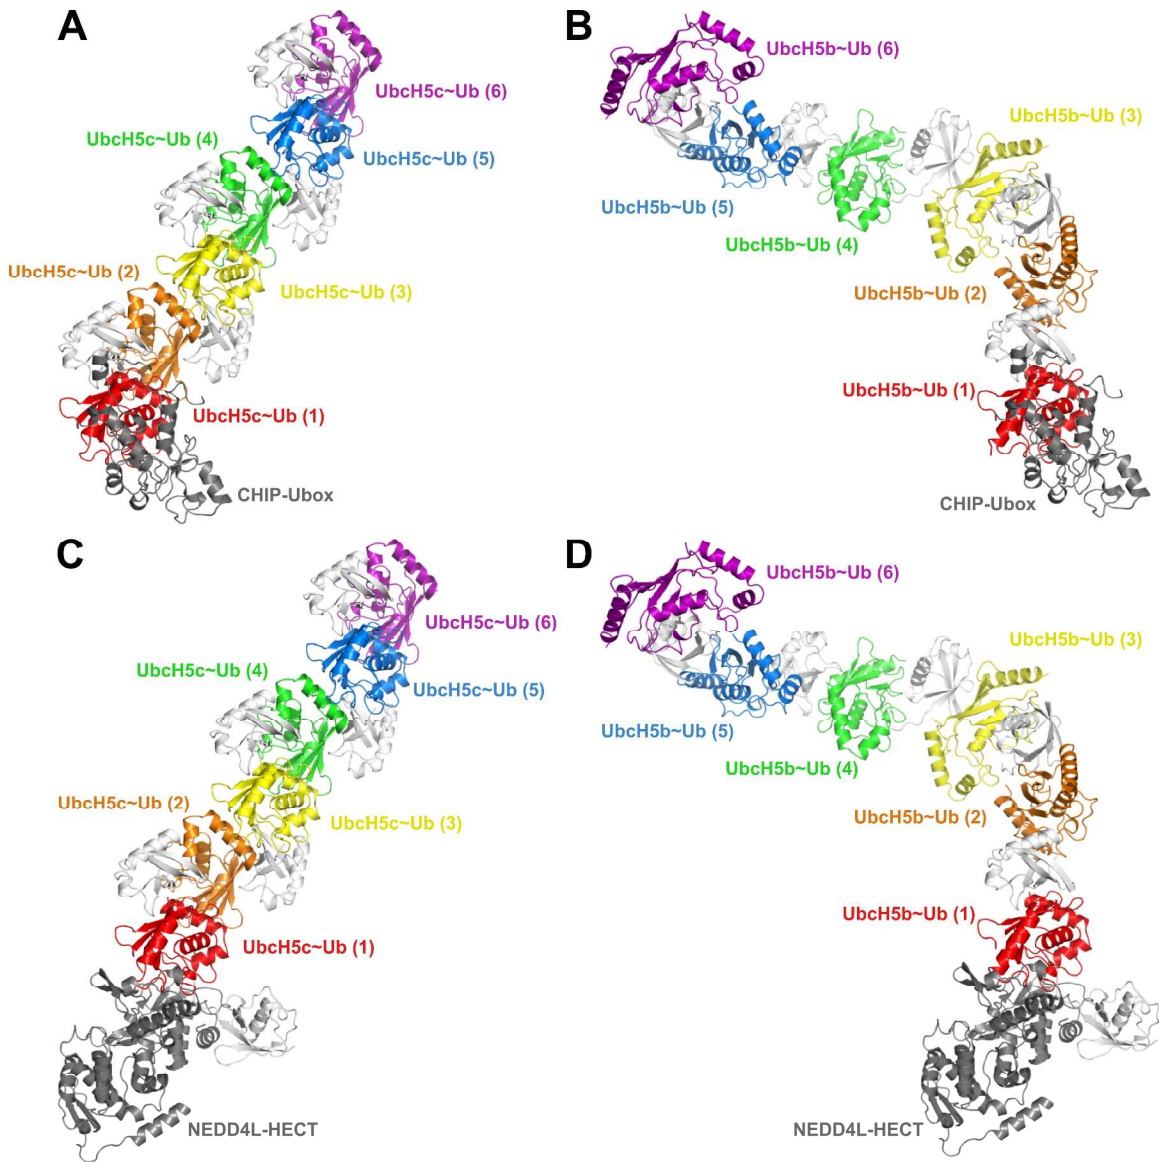 A
UbcH5c~Ub (6)
UbcH5c~Ub (4)
UbcH5c~Ub (5)
UbcH5c~Ub (2)
UbcH5c~Ub (3)
UbcH5c~Ub (1)
CHIP-Ubox
B
UbcH5b~Ub (6)
UbcH5b~Ub (3)
UbcH5b~Ub (5)
UbcH5b~Ub (4)
UbcH5b~Ub (2)
UbcH5b~Ub (1)
CHIP-Ubox
C
UbcH5c~Ub (6)
UbcH5c~Ub (4)
UbcH5c~Ub (5)
UbcH5c~Ub (2)
UbcH5c~Ub (3)
UbcH5c~Ub (1)
NEDD4L-HECT
D
UbcH5b~Ub (6)
UbcH5b~Ub (3)
UbcH5b~Ub (5)
UbcH5b~Ub (4)
UbcH5b~Ub (2)
UbcH5b~Ub (1)
NEDD4L-HECT